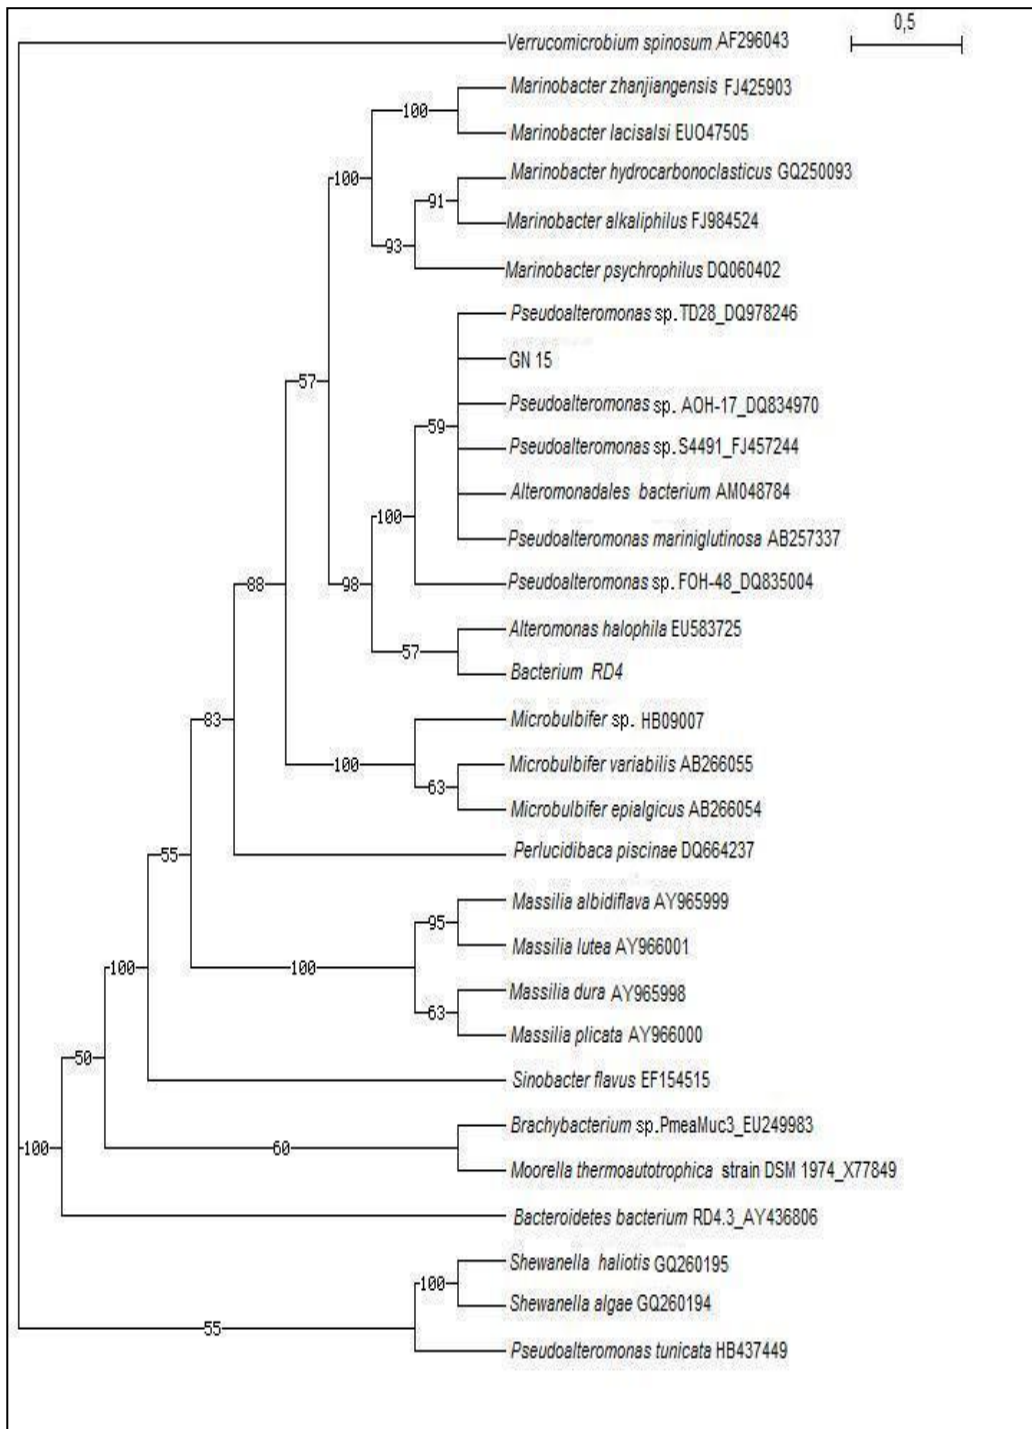 0,5
Verrucomicrobium spinosum AF296043
Marinobacter zhanjiangensis FJ425903
100
Marinobacter lacisalsi EUO47505
Marinobacter hydrocarbonoclasticus GQ250093
100
91
Marinobacter alkaliphilus FJ984524
93
Marinobacter psychrophilus DQ060402
Pseudoalteromonas sp. TD28_DQ978246
GN 15
57
Pseudoalteromonas sp. AOH-17_DQ834970
59
Pseudoalteromonas sp. S4491_FJ457244
Alteromonadales bacterium AM048784
100
Pseudoalteromonas mariniglutinosa AB257337
88
98
Pseudoalteromonas sp. FOH-48_DQ835004
Alteromonas halophila EU583725
57
Bacterium RD4
83
Microbulbifer sp. HB09007
100
Microbulbifer variabilis AB266055
63
Microbulbifer epialgicus AB266054
55
Perlucidibaca piscinae DQ664237
Massilia albidiflava AY965999
95
Massilia lutea AY966001
100
100
Massilia dura AY965998
63
Massilia plicata AY966000
50
Sinobacter flavus EF154515
Brachybacterium sp.PmeaMuc3_EU249983
100
60
Moorella thermoautotrophica strain DSM 1974_X77849
Bacteroidetes bacterium RD4.3_AY436806
Shewanella haliotis GQ260195
100
Shewanella algae GQ260194
55
Pseudoalteromonas tunicata HB437449